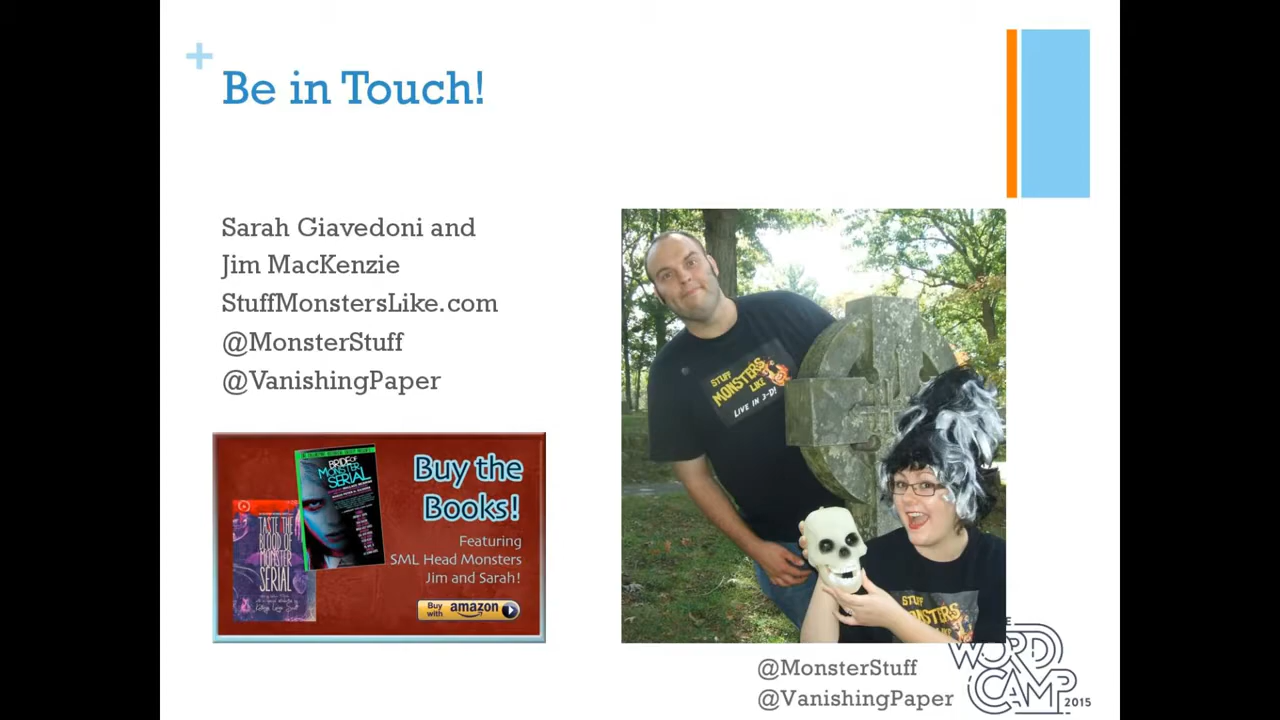 Be in Touch!
Sarah Giavedoni and
Jim MacKenzie
StuffMonstersLike.com
@MonsterStuff
@VanishingPaper
BRIDE OF
MONSTER
SERIAL
TASTE THE
BLOOD OF
MONSTER
SERIAL
Buy the
Books!
Featuring
SML Head Monsters
Jim and Sarah!
Buy with amazon
STUFF
MONSTERS
LIKE
LIVE IN 3-D!
STUFF
MONSTERS
@MonsterStuff
@VanishingPaper
WORD
CAMP
2015